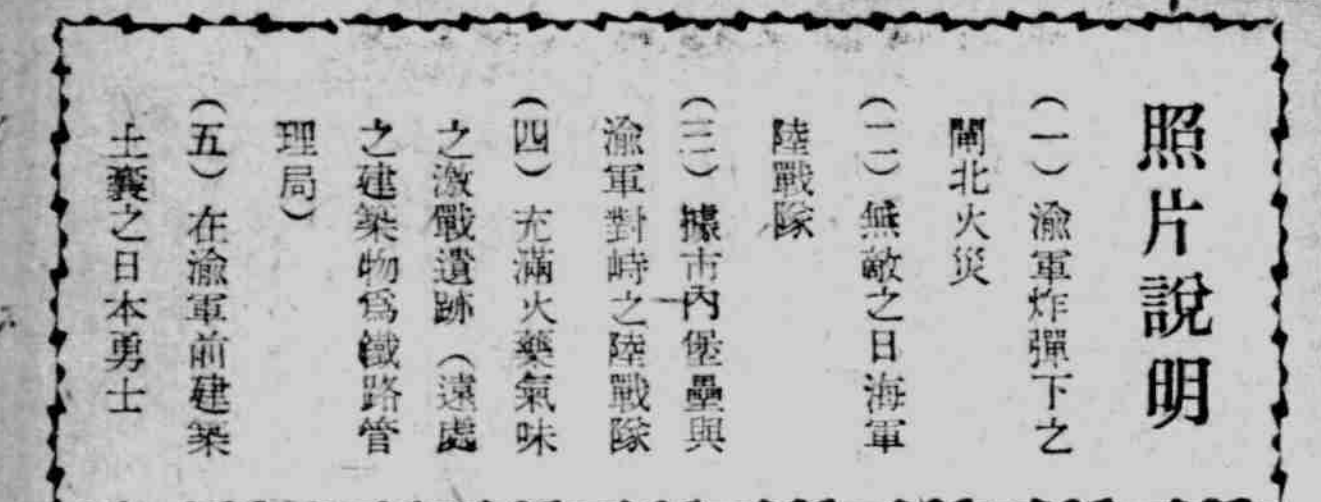 照片說明
(一)渝軍炸彈下之
閘北火災
(二)無敵之日海軍
陸戰隊
(三)據市內堡壘與
渝軍對峙之陸戰隊
(四)充滿火藥氣味
之激戰遺跡(遠處
之建築物爲鐵路管
理局)
(五)在渝軍前建築
土囊之日本勇士